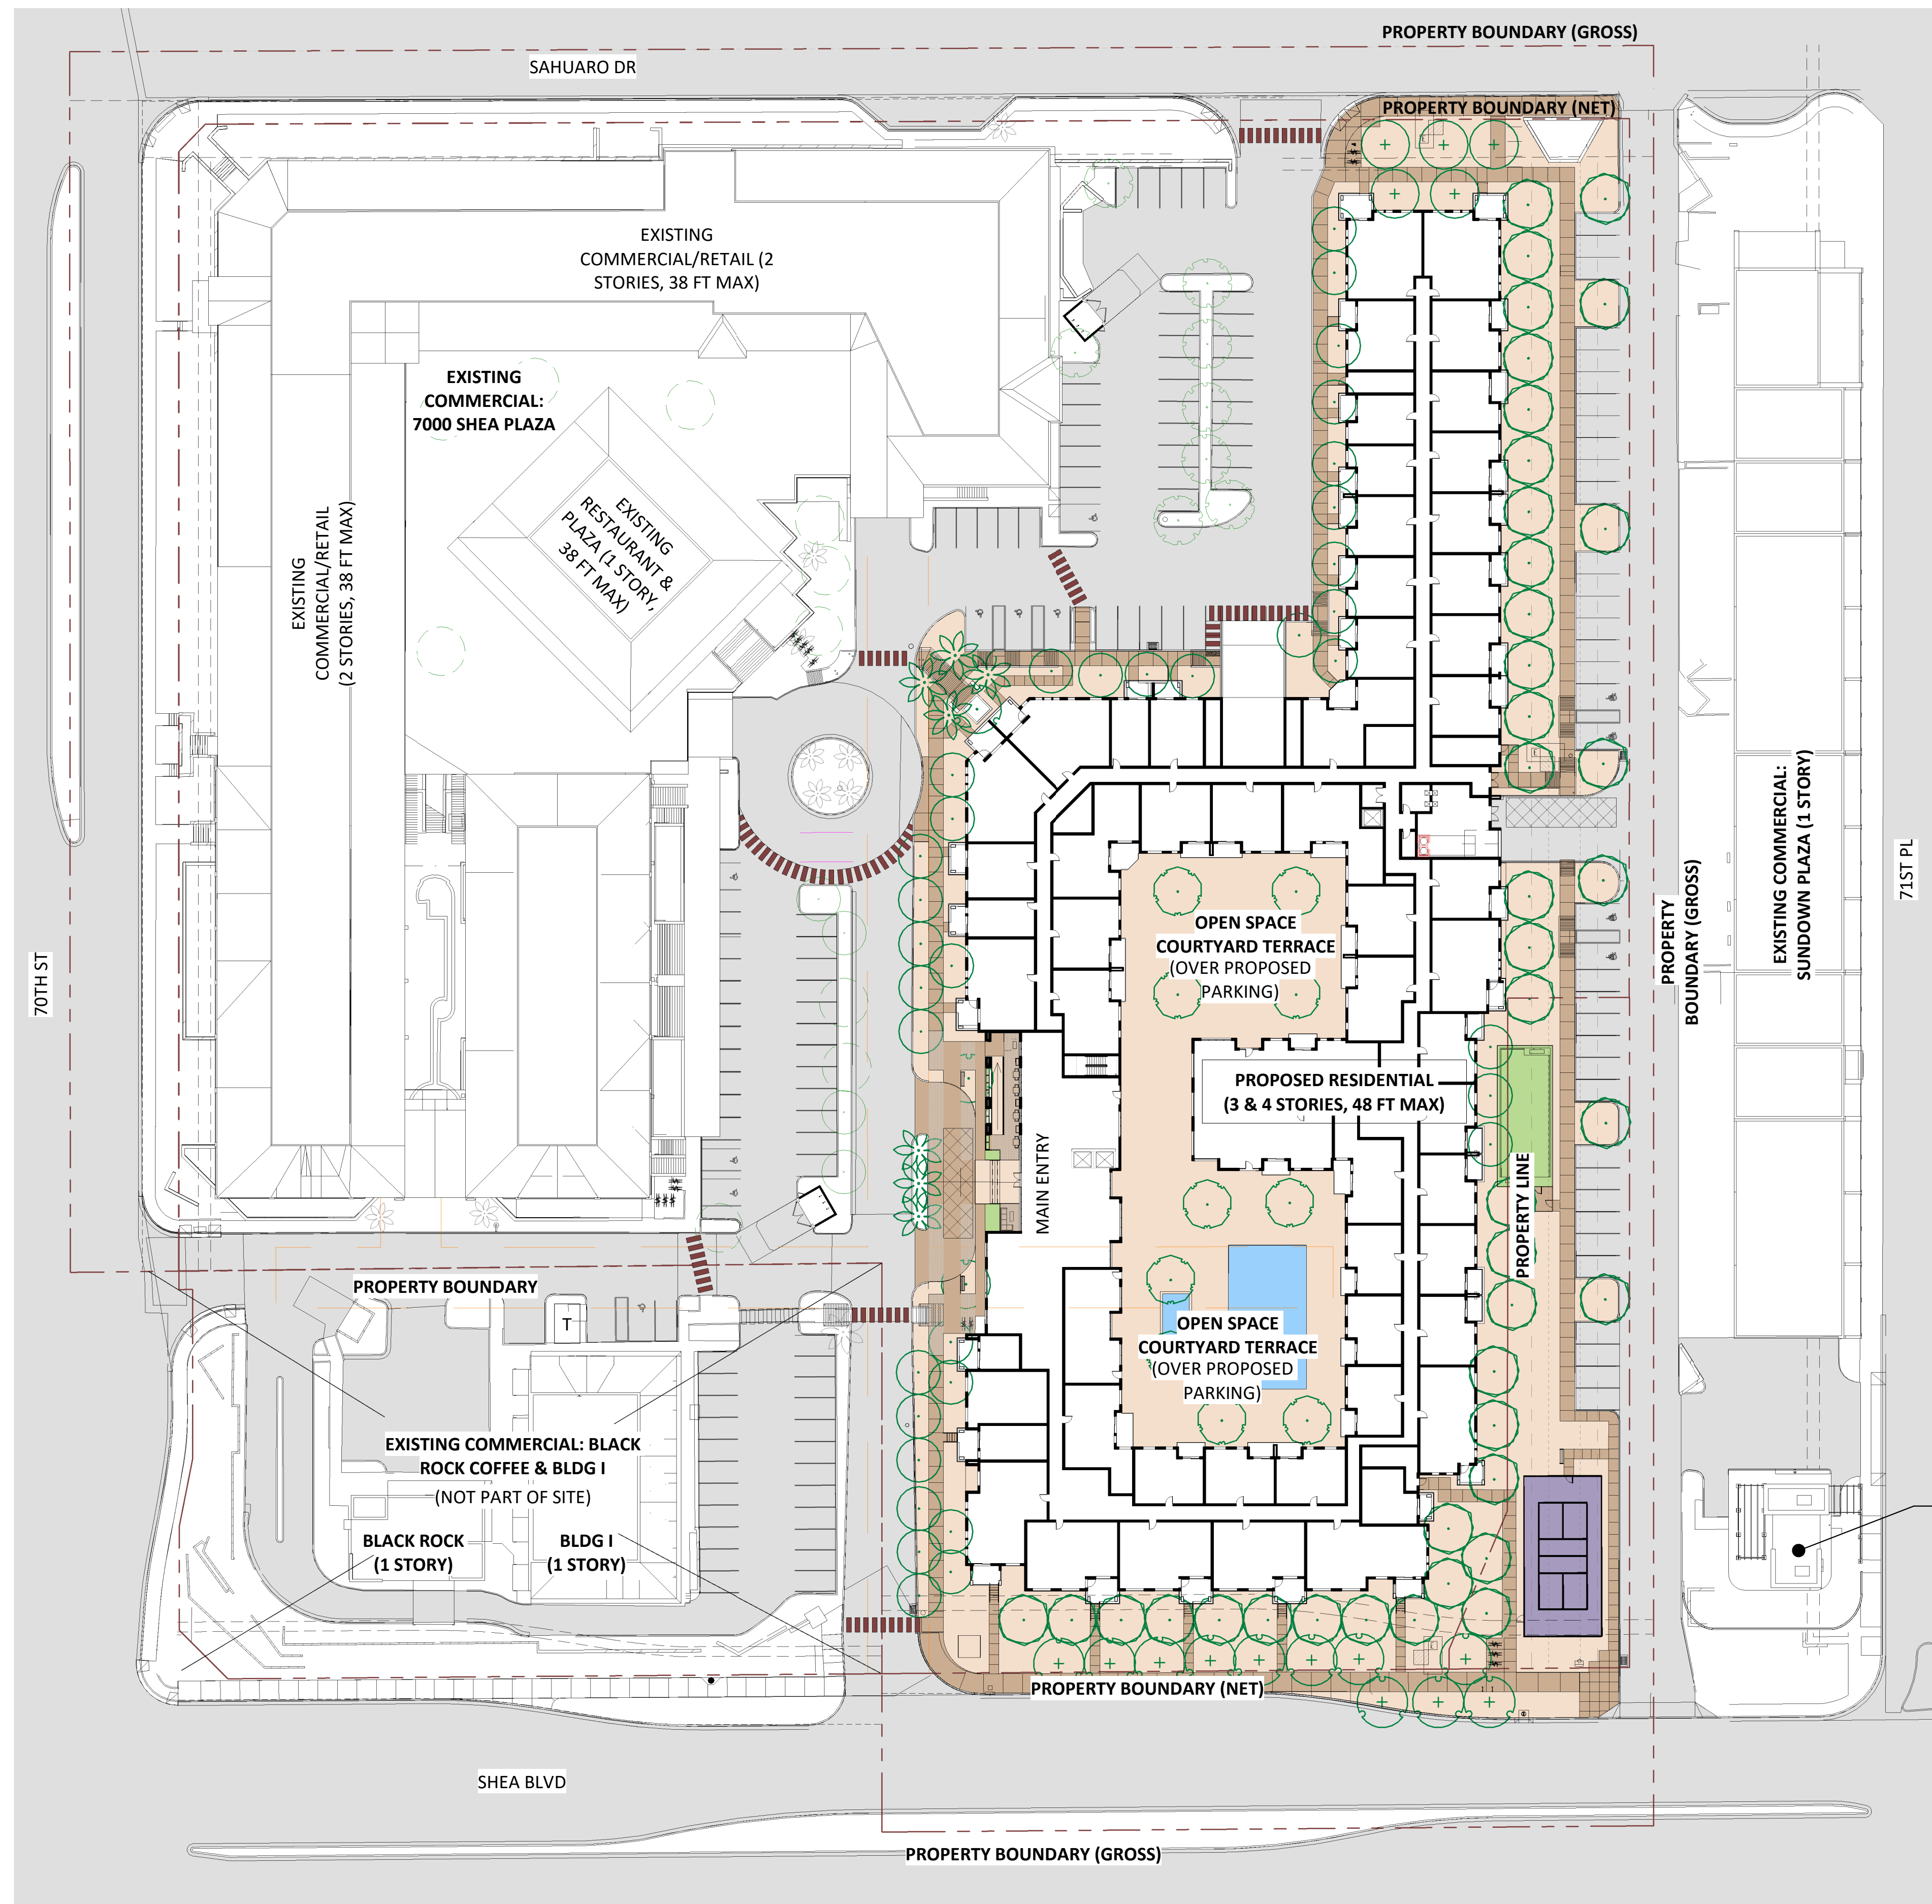 PROPERTY BOUNDARY (GROSS)
SAHUARO DR
PROPERTY BOUNDARY (NET)
EXISTING
COMMERCIAL/RETAIL (2
STORIES, 38 FT MAX)
EXISTING
COMMERCIAL:
7000 SHEA PLAZA
EXISTING
RESTAURANT &
PLAZA (1 STORY,
38 FT MAX)
EXISTING
COMMERCIAL/RETAIL
(2 STORIES, 38 FT MAX)
70TH ST
OPEN SPACE
COURTYARD TERRACE
(OVER PROPOSED
PARKING)
PROPERTY
BOUNDARY (GROSS)
EXISTING COMMERCIAL:
SUNDOWN PLAZA (1 STORY)
71ST PL
PROPOSED RESIDENTIAL
(3 & 4 STORIES, 48 FT MAX)
MAIN ENTRY
PROPERTY LINE
PROPERTY BOUNDARY
T
OPEN SPACE
COURTYARD TERRACE
(OVER PROPOSED
PARKING)
EXISTING COMMERCIAL: BLACK
ROCK COFFEE & BLDG I
(NOT PART OF SITE)
BLACK ROCK
(1 STORY)
BLDG I
(1 STORY)
PROPERTY BOUNDARY (NET)
SHEA BLVD
PROPERTY BOUNDARY (GROSS)